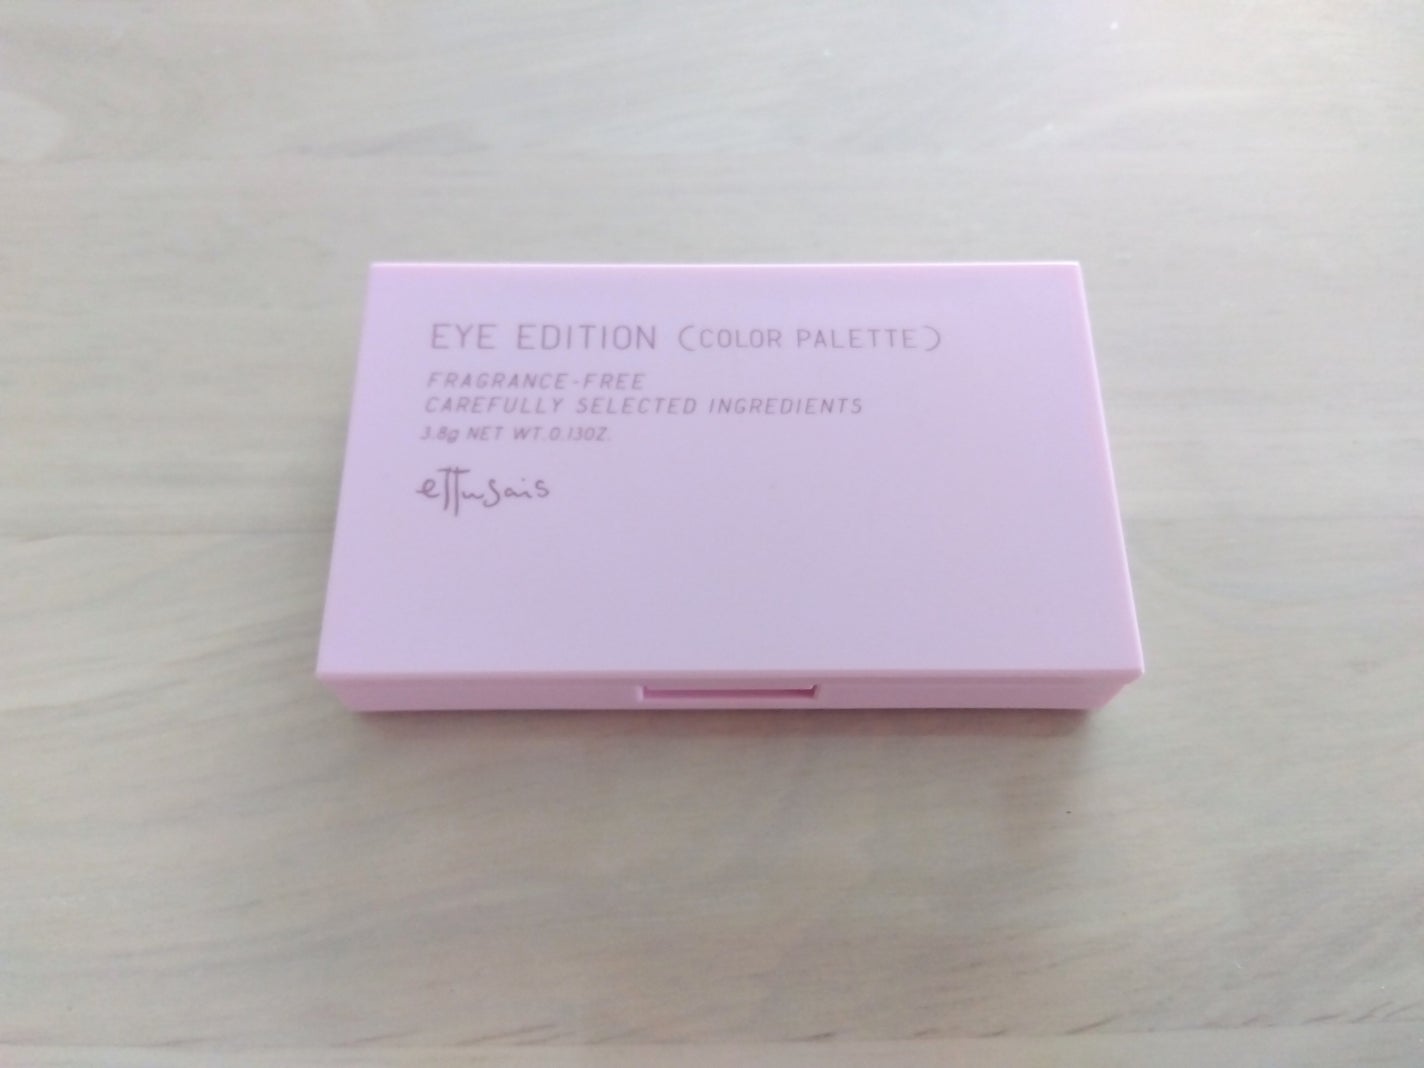 EYE EDITION (COLOR PALETTE)
FRAGRANCE-FREE
CAREFULLY SELECTED INGREDIENTS
3.8g NET WT.0.13OZ.
ettusais